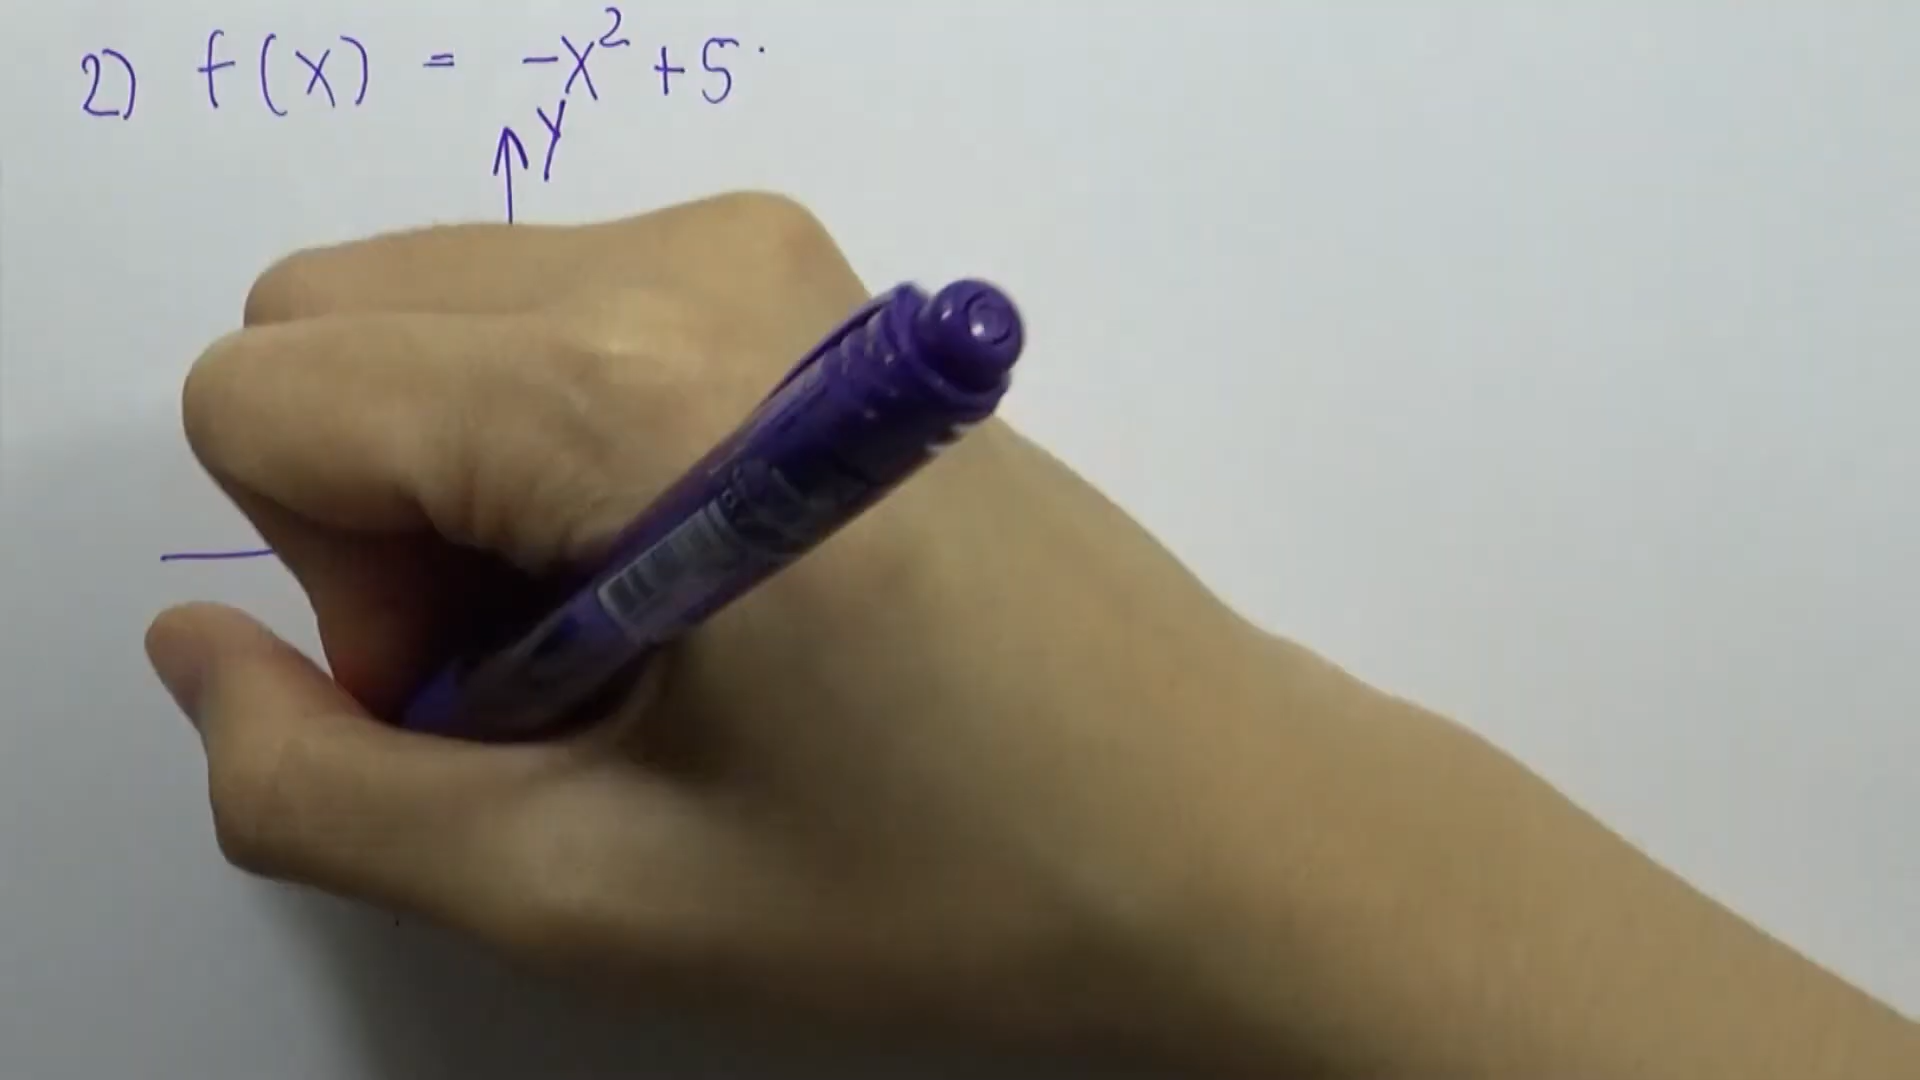 2) f(x) = -x² +5
y